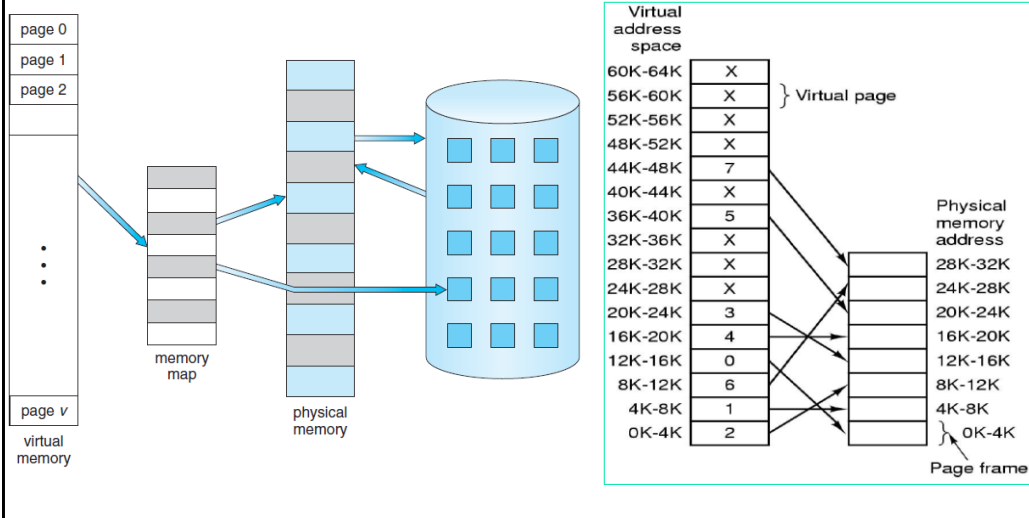 page 0
page 1
page 2
page v
virtual
memory
memory
map
physical
memory
Virtual
address
space
60K-64K X
56K-60K X
Virtual page
52K-56K X
48K-52K X
44K-48K 7
40K-44K X
36K-40K 5
32K-36K X
28K-32K X
24K-28K X
20K-24K 3
16K-20K 4
12K-16K 0
8K-12K 6
4K-8K 1
0K-4K 2
Physical
memory
address
28K-32K
24K-28K
20K-24K
16K-20K
12K-16K
8K-12K
4K-8K
0K-4K
Page frame